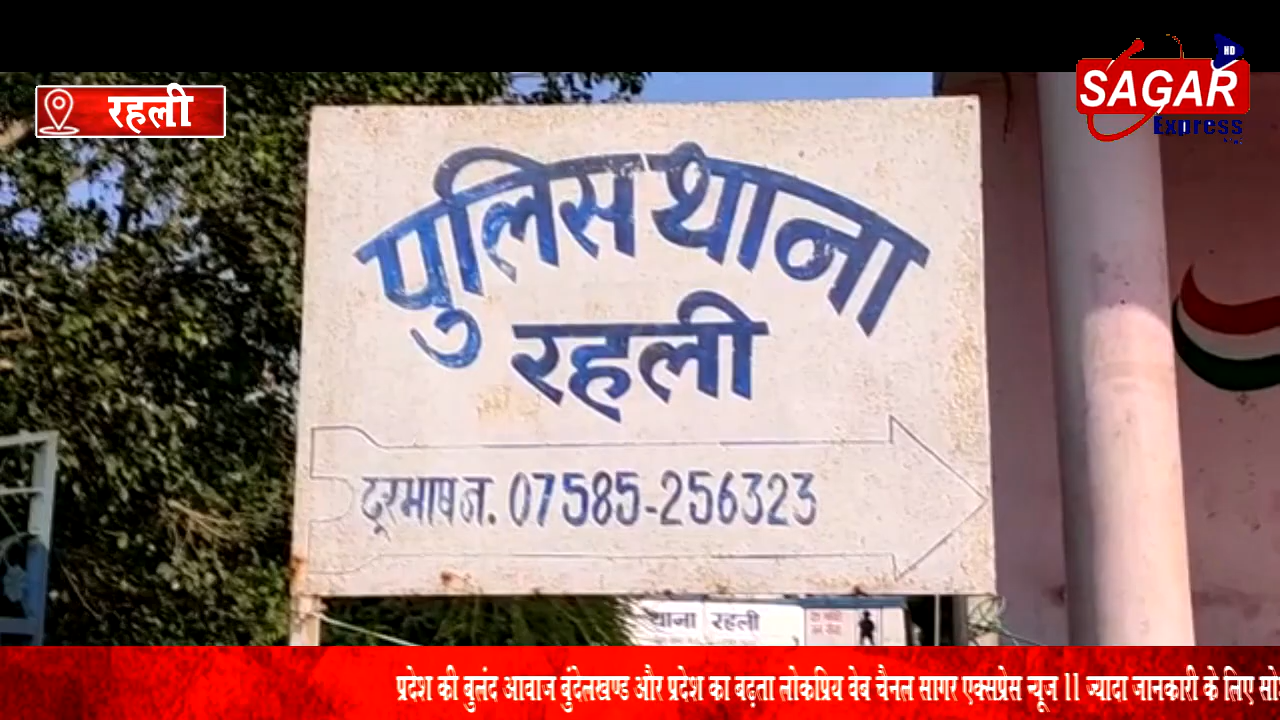 रहली
HD
SAGAR
Express
पुलिस थाना
रहली
दूरभाष न. 07585-256323
थाना रहली
प्रदेश की बुलंद आवाज बुंदेलखण्ड और प्रदेश का बढ़ता लोकप्रिय वेब चैनल सागर एक्सप्रेस न्यूज ll ज्यादा जानकारी के लिए